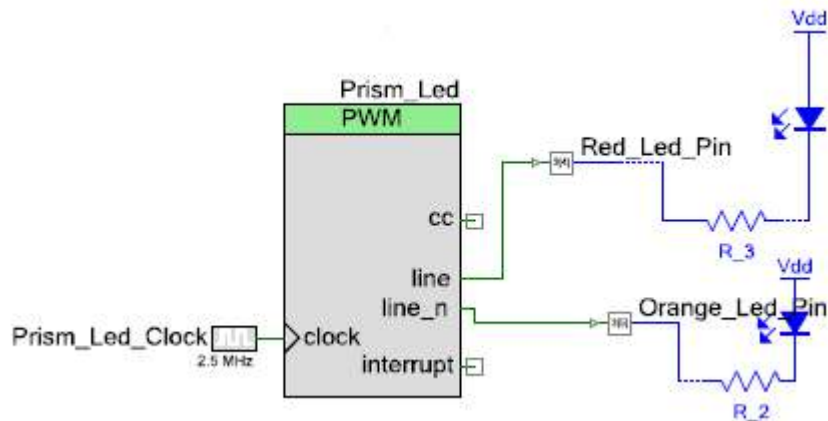 Vdd
Prism_Led
PWM
Red_Led_Pin
cc
R_3
line
Vdd
line_n
Orange_Led_Pin
Prism_Led_Clock
clock
2.5 MHz
interrupt
R_2